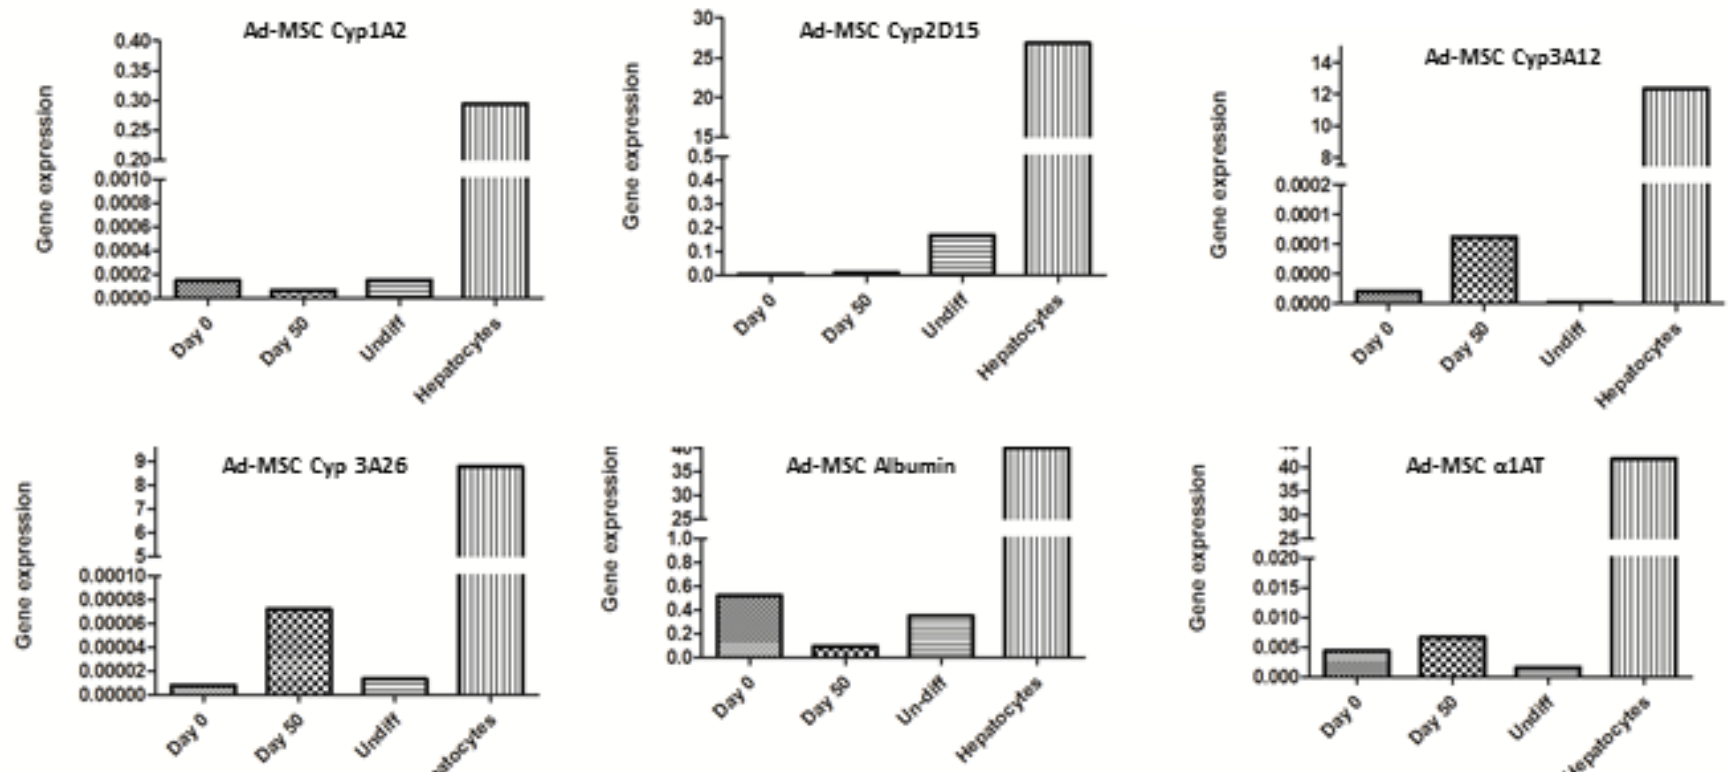 Ad-MSC Cyp1A2
Gene expression
0.40
0.35
0.30
0.25
0.20
0.0010
0.0008
0.0006
0.0004
0.0002
0.0000
Day 0
Day 50
Undiff
Hepatocytes
Ad-MSC Cyp2D15
Gene expression
30
25
20
15
0.5
0.4
0.3
0.2
0.1
0.0
Day 0
Day 50
Undiff
Hepatocytes
Ad-MSC Cyp3A12
Gene expression
14
12
10
8
0.0002
0.0001
0.0001
0.0000
0.0000
Day 0
Day 50
Undiff
Hepatocytes
Ad-MSC Cyp 3A26
Gene expression
9
8
7
6
5
0.00010
0.00008
0.00006
0.00004
0.00002
0.00000
Day 0
Day 50
Undiff
patocytes
Ad-MSC Albumin
Gene expression
40
35
30
25
1.0
0.8
0.6
0.4
0.2
0.0
Day 0
Day 50
Un-diff
Hepatocytes
Ad-MSC α1AT
Gene expression
40
35
30
25
0.020
0.015
0.010
0.005
0.000
Day 0
Day 50
Undiff
Hepatocytes